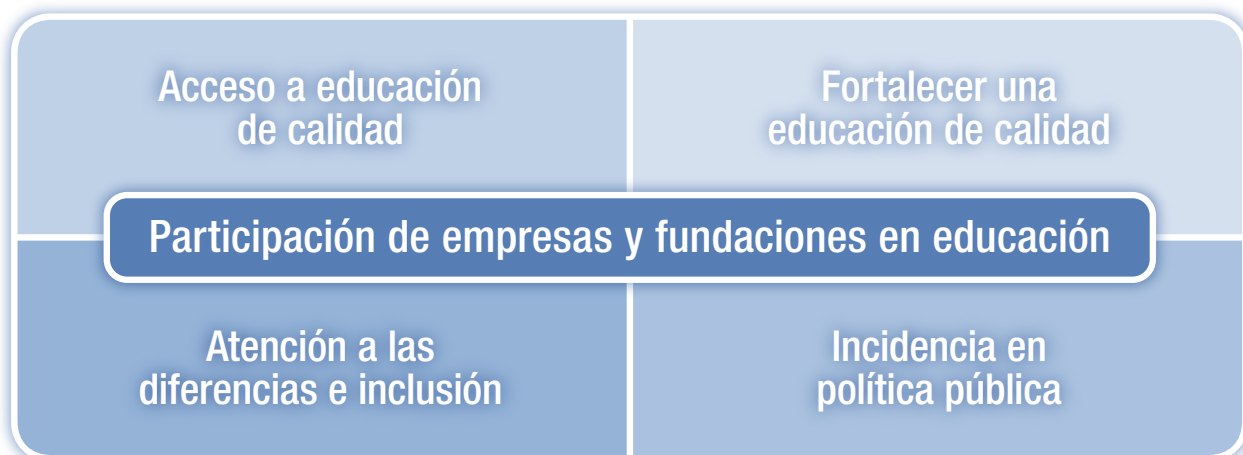 Acceso a educación
de calidad
Fortalecer una
educación de calidad
Participación de empresas y fundaciones en educación
Atención a las
diferencias e inclusión
Incidencia en
política pública